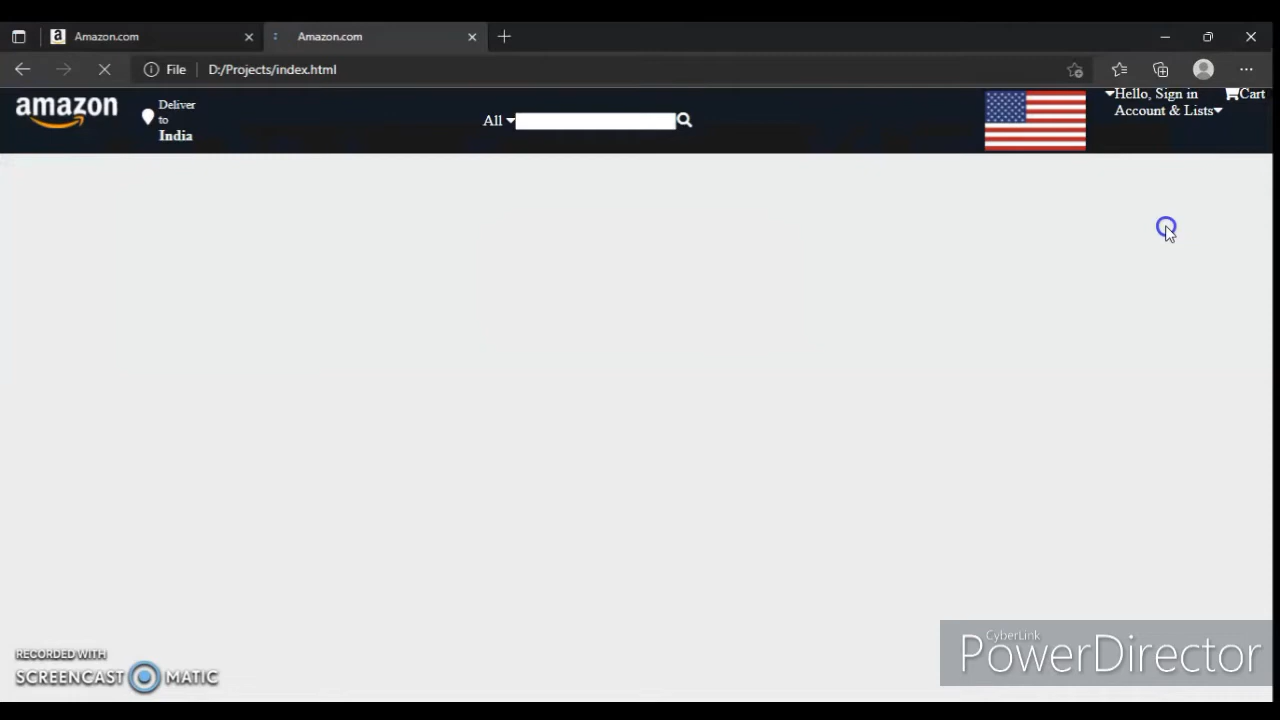 Amazon.com
Amazon.com
File
D:/Projects/index.html
amazon
Deliver
to
India
All
Hello, Sign in
Account & Lists
Cart
RECORDED WITH
SCREENCAST MATIC
CyberLink
PowerDirector